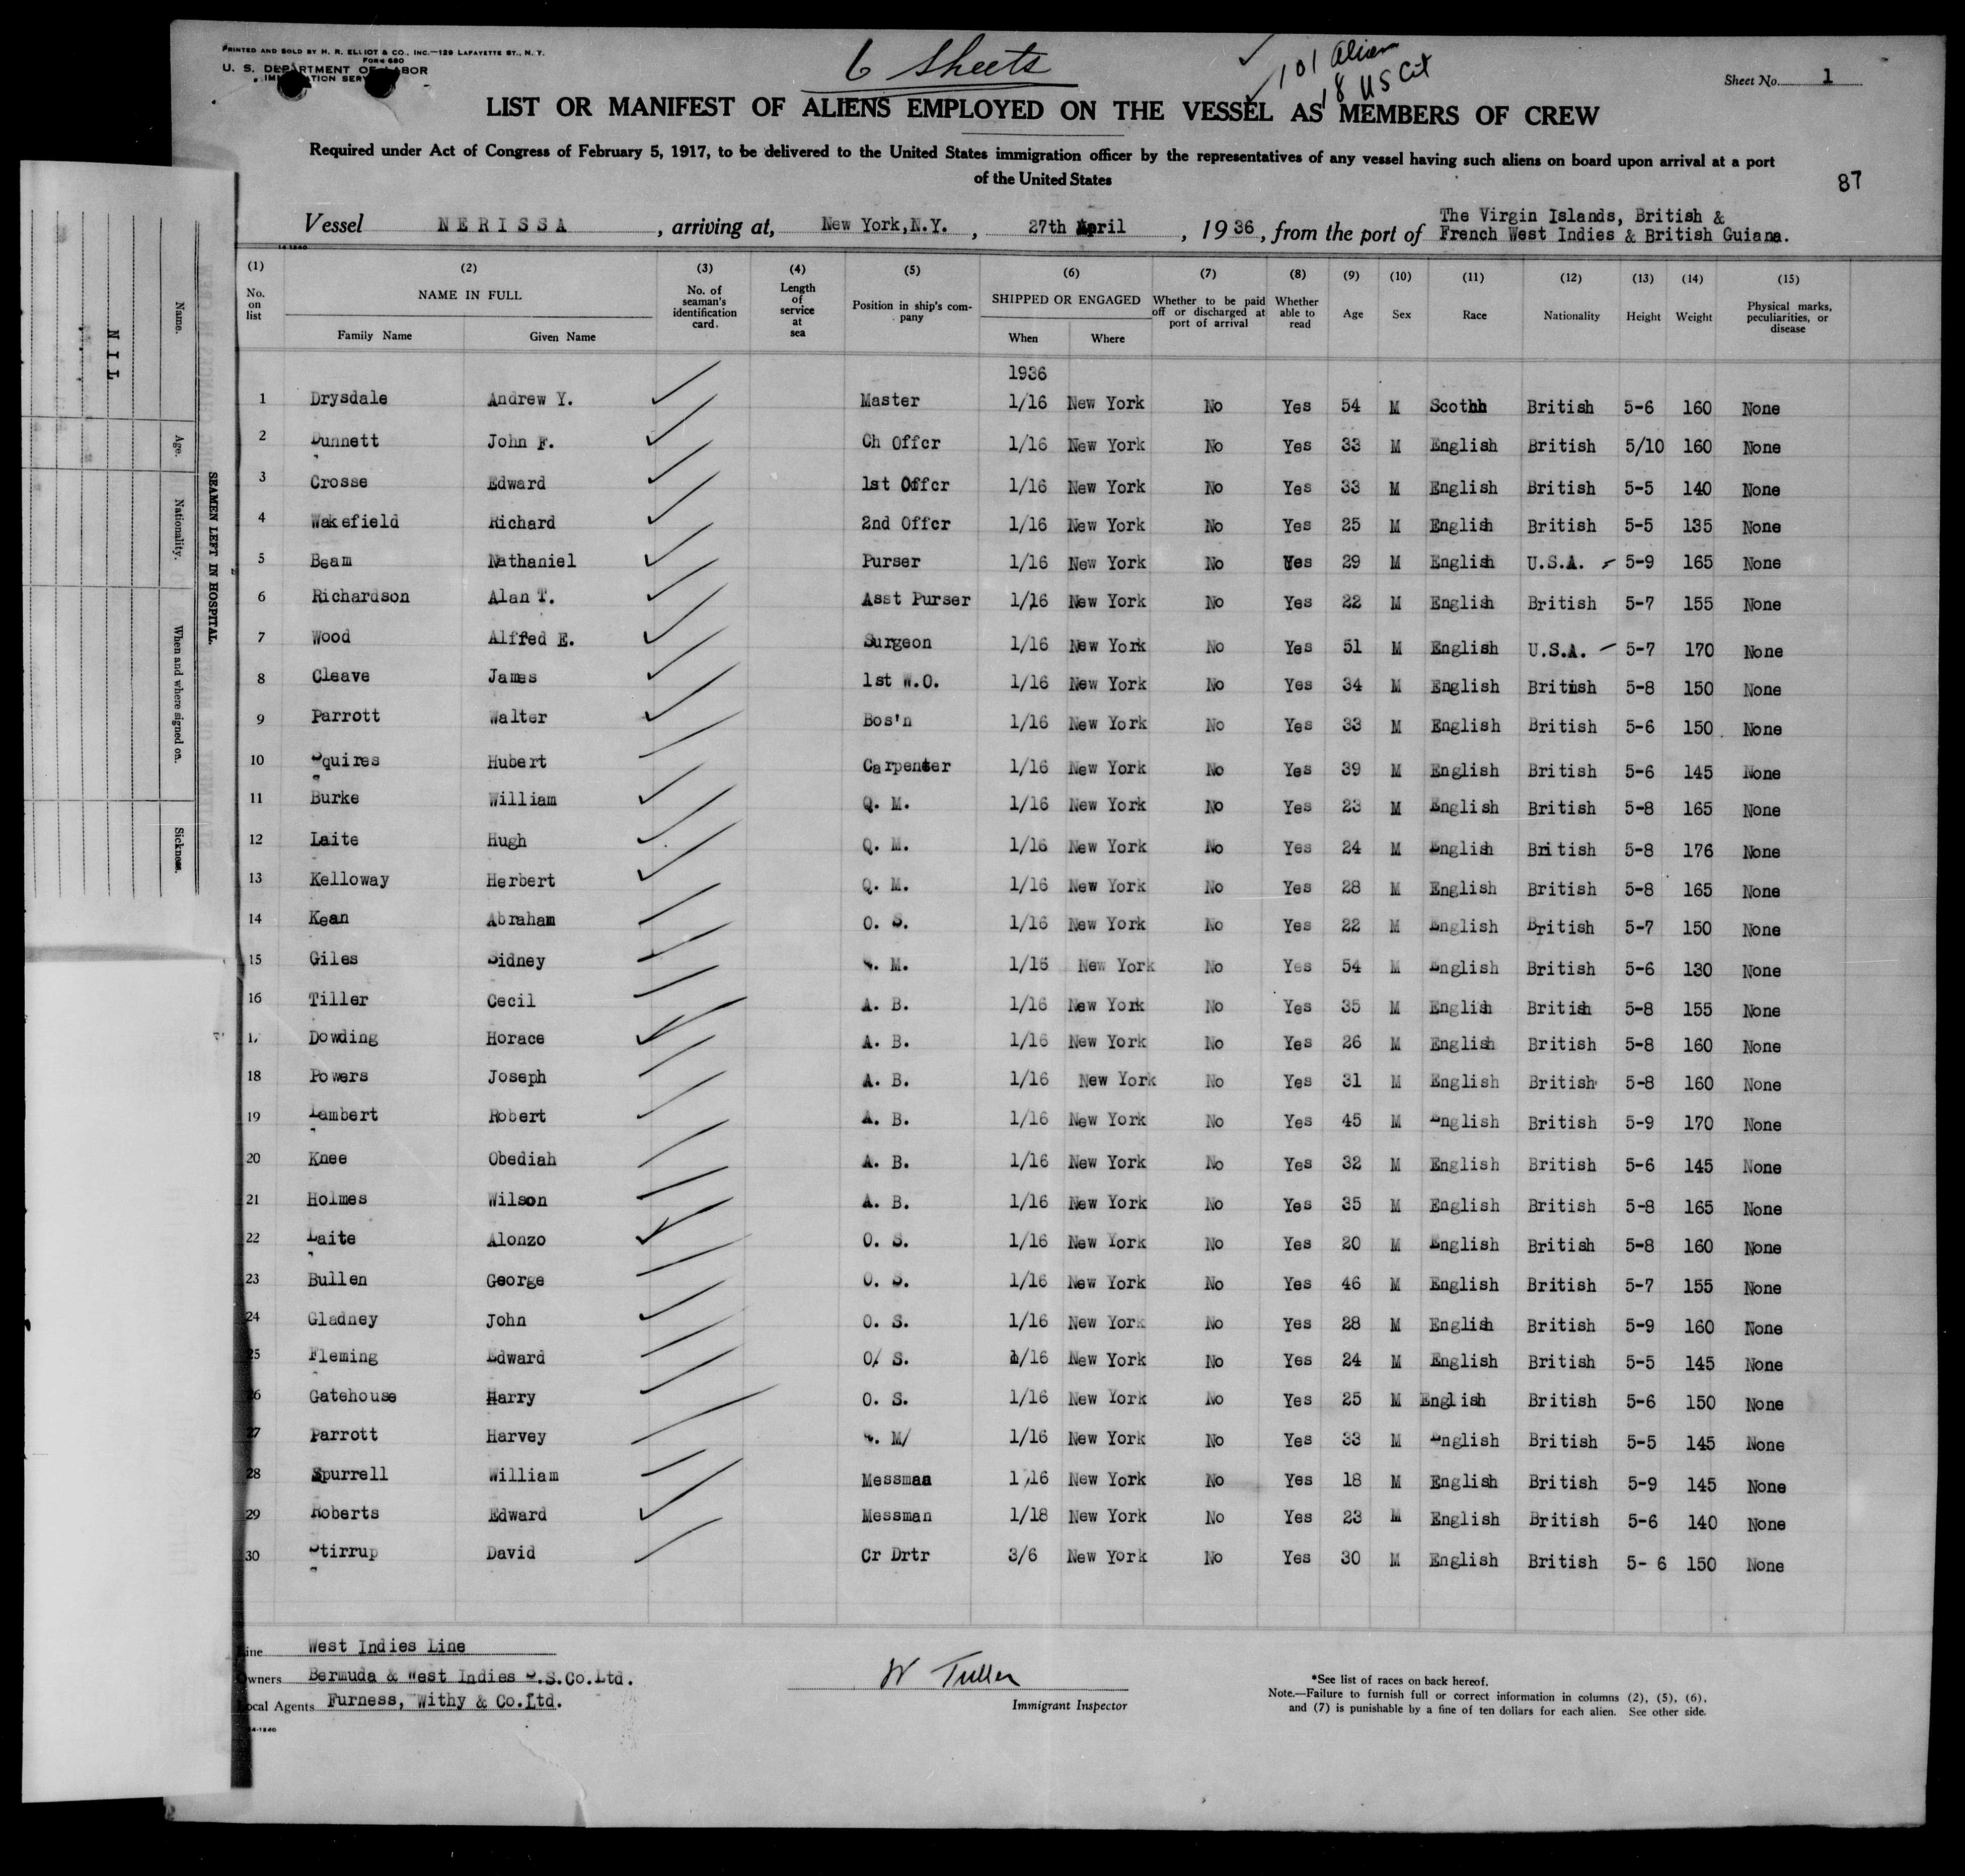 PRINTED AND SOLD BY H. R. ELLIOT & CO., INC.—129 LAFAYETTE ST., N. Y.
FORM 680
U. S. DEPARTMENT OF LABOR
IMMIGRATION SERVICE
6 Sheets
101 Aliens
18 US Cit
Sheet No. 1
LIST OR MANIFEST OF ALIENS EMPLOYED ON THE VESSEL AS MEMBERS OF CREW
Required under Act of Congress of February 5, 1917, to be delivered to the United States immigration officer by the representatives of any vessel having such aliens on board upon arrival at a port
of the United States
87
Vessel NERISSA, arriving at, New York,N.Y., 27th April, 1936, from the port of The Virgin Islands, British &
French West Indies & British Guiana.
14-1240
(1) (2) (3) (4) (5) (6) (7) (8) (9) (10) (11) (12) (13) (14) (15)
No. on list NAME IN FULL Family Name Given Name No. of seaman's identification card. Length of service at sea Position in ship's company SHIPPED OR ENGAGED When Where Whether to be paid off or discharged at port of arrival Whether able to read Age Sex Race Nationality Height Weight Physical marks, peculiarities, or disease
1936
1 Drysdale Andrew Y. Master 1/16 New York No Yes 54 M Scothh British 5-6 160 None
2 Dunnett John F. Ch Offcr 1/16 New York No Yes 33 M English British 5/10 160 None
3 Crosse Edward 1st Offcr 1/16 New York No Yes 33 M English British 5-5 140 None
4 Wakefield Richard 2nd Offcr 1/16 New York No Yes 25 M English British 5-5 135 None
5 Beam Nathaniel Purser 1/16 New York No Yes 29 M English U.S.A. 5-9 165 None
6 Richardson Alan T. Asst Purser 1/16 New York No Yes 22 M English British 5-7 155 None
7 Wood Alffed E. Surgeon 1/16 New York No Yes 51 M English U.S.A. 5-7 170 None
8 Cleave James 1st W.O. 1/16 New York No Yes 34 M English British 5-8 150 None
9 Parrott Walter Bos'n 1/16 New York No Yes 33 M English British 5-6 150 None
10 Squires Hubert Carpenter 1/16 New York No Yes 39 M English British 5-6 145 None
11 Burke William Q. M. 1/16 New York No Yes 23 M English British 5-8 165 None
12 Laite Hugh Q. M. 1/16 New York No Yes 24 M English British 5-8 176 None
13 Kelloway Herbert Q. M. 1/16 New York No Yes 28 M English British 5-8 165 None
14 Kean Abraham O. S. 1/16 New York No Yes 22 M English British 5-7 150 None
15 Giles Sidney Q. M. 1/16 New York No Yes 54 M English British 5-6 130 None
16 Tiller Cecil A. B. 1/16 New York No Yes 35 M English British 5-8 155 None
17 Dowding Horace A. B. 1/16 New York No Yes 26 M English British 5-8 160 None
18 Powers Joseph A. B. 1/16 New York No Yes 31 M English British 5-8 160 None
19 Lambert Robert A. B. 1/16 New York No Yes 45 M English British 5-9 170 None
20 Knee Obediah A. B. 1/16 New York No Yes 32 M English British 5-6 145 None
21 Holmes Wilson A. B. 1/16 New York No Yes 35 M English British 5-8 165 None
22 Laite Alonzo O. S. 1/16 New York No Yes 20 M English British 5-8 160 None
23 Bullen George O. S. 1/16 New York No Yes 46 M English British 5-7 155 None
24 Gladney John O. S. 1/16 New York No Yes 28 M English British 5-9 160 None
25 Fleming Edward O/ S. 1/16 New York No Yes 24 M English British 5-5 145 None
26 Gatehouse Harry O. S. 1/16 New York No Yes 25 M English British 5-6 150 None
27 Parrott Harvey Q. M/ 1/16 New York No Yes 33 M English British 5-5 145 None
28 Spurrell William Messmaa 1/16 New York No Yes 18 M English British 5-9 145 None
29 Roberts Edward Messman 1/18 New York No Yes 23 M English British 5-6 140 None
30 Stirrup David Cr Drtr 3/6 New York No Yes 30 M English British 5- 6 150 None
Line West Indies Line
Owners Bermuda & West Indies S.S.Co.Ltd.
Local Agents Furness, Withy & Co.Ltd.
14-1240
W Tuller
Immigrant Inspector
*See list of races on back hereof.
Note.—Failure to furnish full or correct information in columns (2), (5), (6),
and (7) is punishable by a fine of ten dollars for each alien. See other side.
SEAMEN LEFT IN HOSPITAL.
Name. Age. Nationality. When and where signed on. Sickness.
NIL